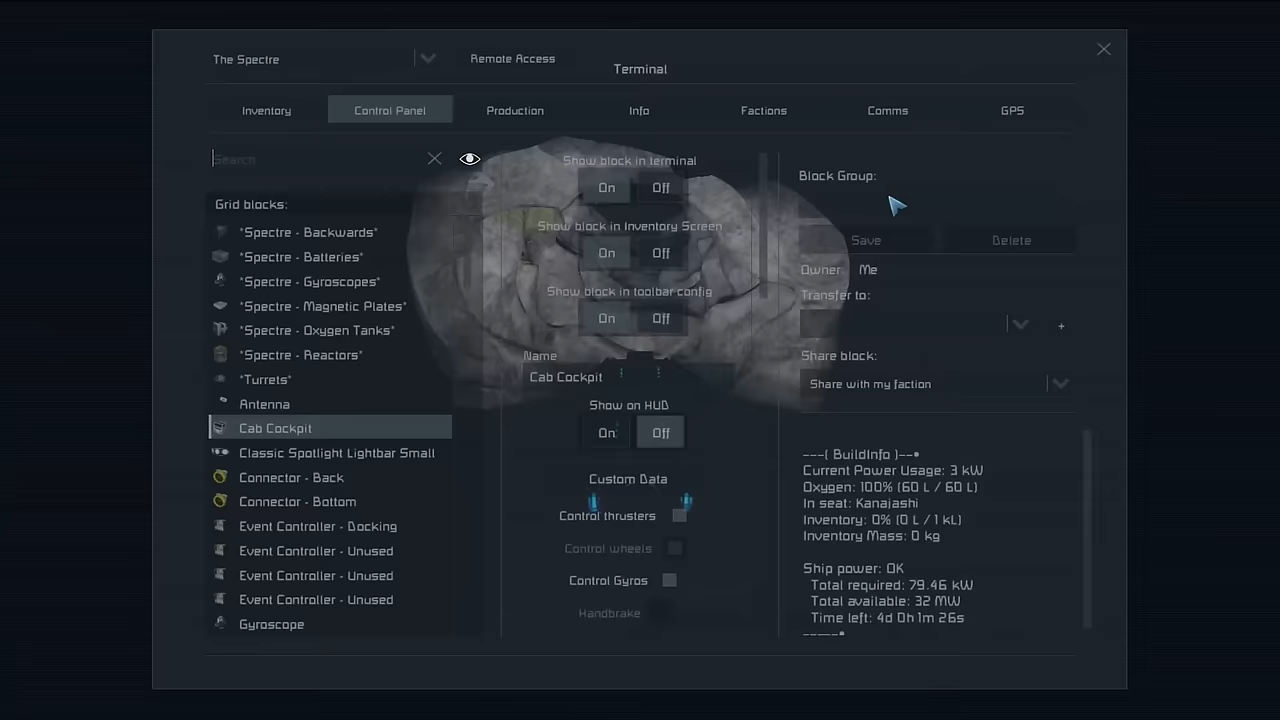 The Spectre
Remote Access
Terminal
Inventory
Control Panel
Production
Info
Factions
Comms
GPS
Search
Grid blocks:
*Spectre - Backwards*
*Spectre - Batteries*
*Spectre - Gyroscopes*
*Spectre - Magnetic Plates*
*Spectre - Oxygen Tanks*
*Spectre - Reactors*
*Turrets*
Antenna
Cab Cockpit
Classic Spotlight Lightbar Small
Connector - Back
Connector - Bottom
Event Controller - Docking
Event Controller - Unused
Event Controller - Unused
Event Controller - Unused
Gyroscope
Show block in terminal
On Off
Show block in Inventory Screen
On Off
Show block in toolbar config
On Off
Name
Cab Cockpit
Show on HUD
On Off
Custom Data
Control thrusters
Control wheels
Control Gyros
Handbrake
Block Group:
Save Delete
Owner: Me
Transfer to:
+
Share block:
Share with my faction
---( BuildInfo )--•
Current Power Usage: 3 kW
Oxygen: 100% (60 L / 60 L)
In seat: Kanajashi
Inventory: 0% (0 L / 1 kL)
Inventory Mass: 0 kg
Ship power: OK
Total required: 79.46 kW
Total available: 32 MW
Time left: 4d 0h 1m 26s
-----•